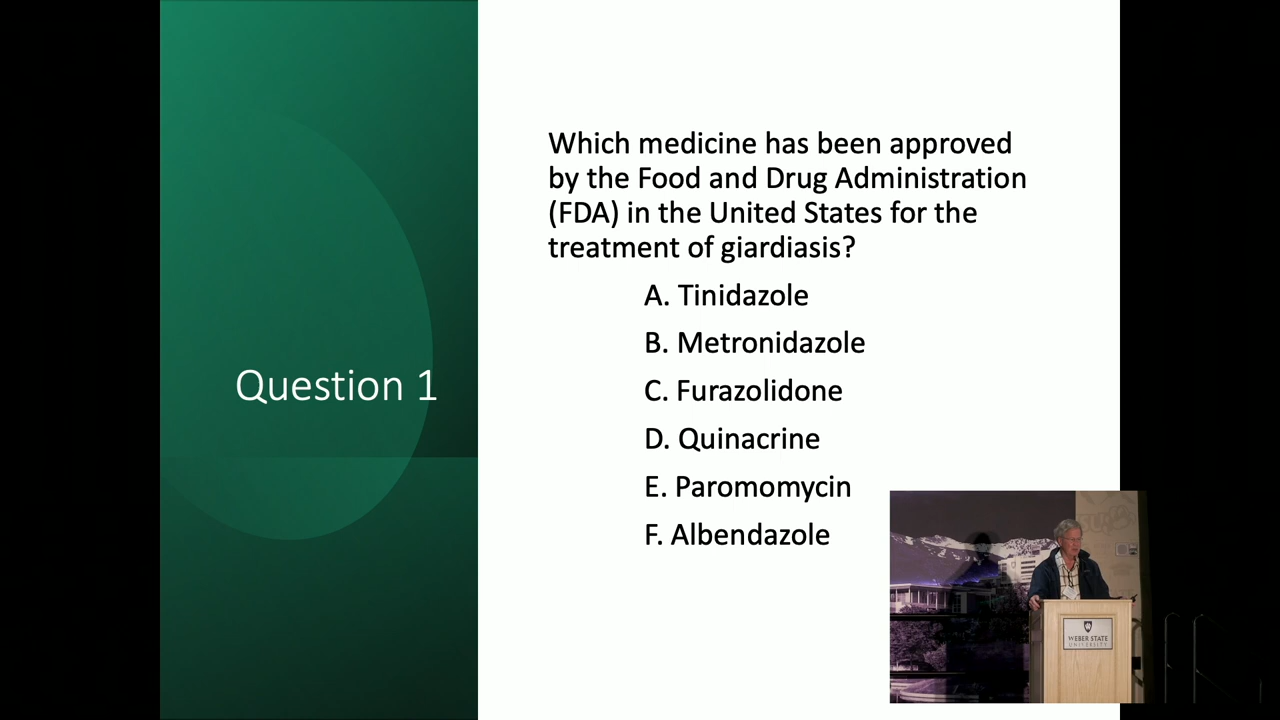 Question 1
Which medicine has been approved
by the Food and Drug Administration
(FDA) in the United States for the
treatment of giardiasis?
A. Tinidazole
B. Metronidazole
C. Furazolidone
D. Quinacrine
E. Paromomycin
F. Albendazole
WEBER STATE
UNIVERSITY